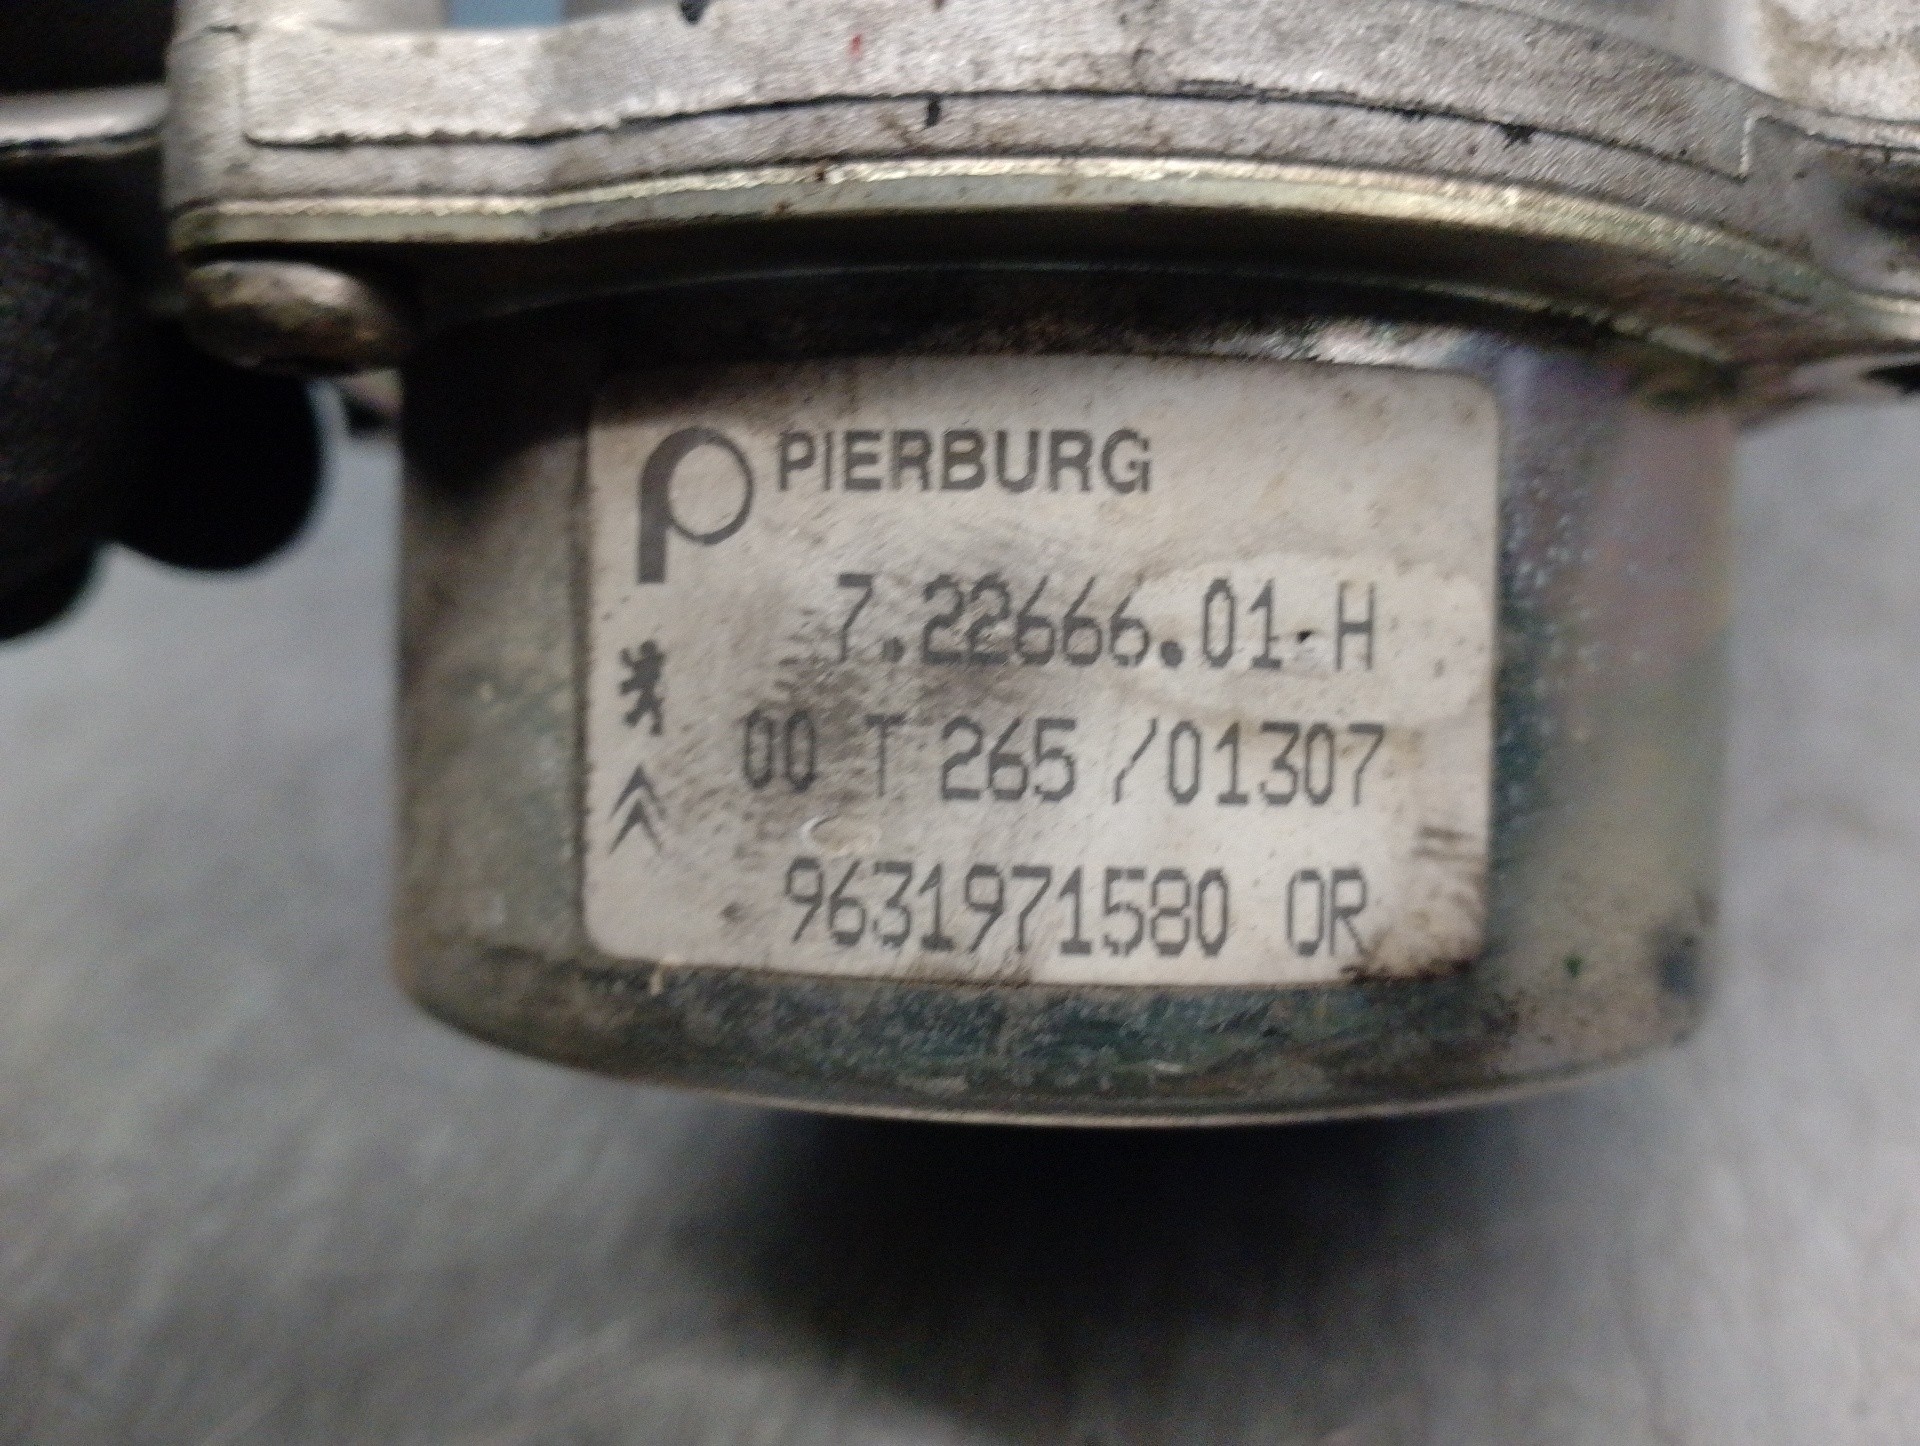 PIERBURG
7.22666.01-H
00 T 265 /01307
9631971580 OR